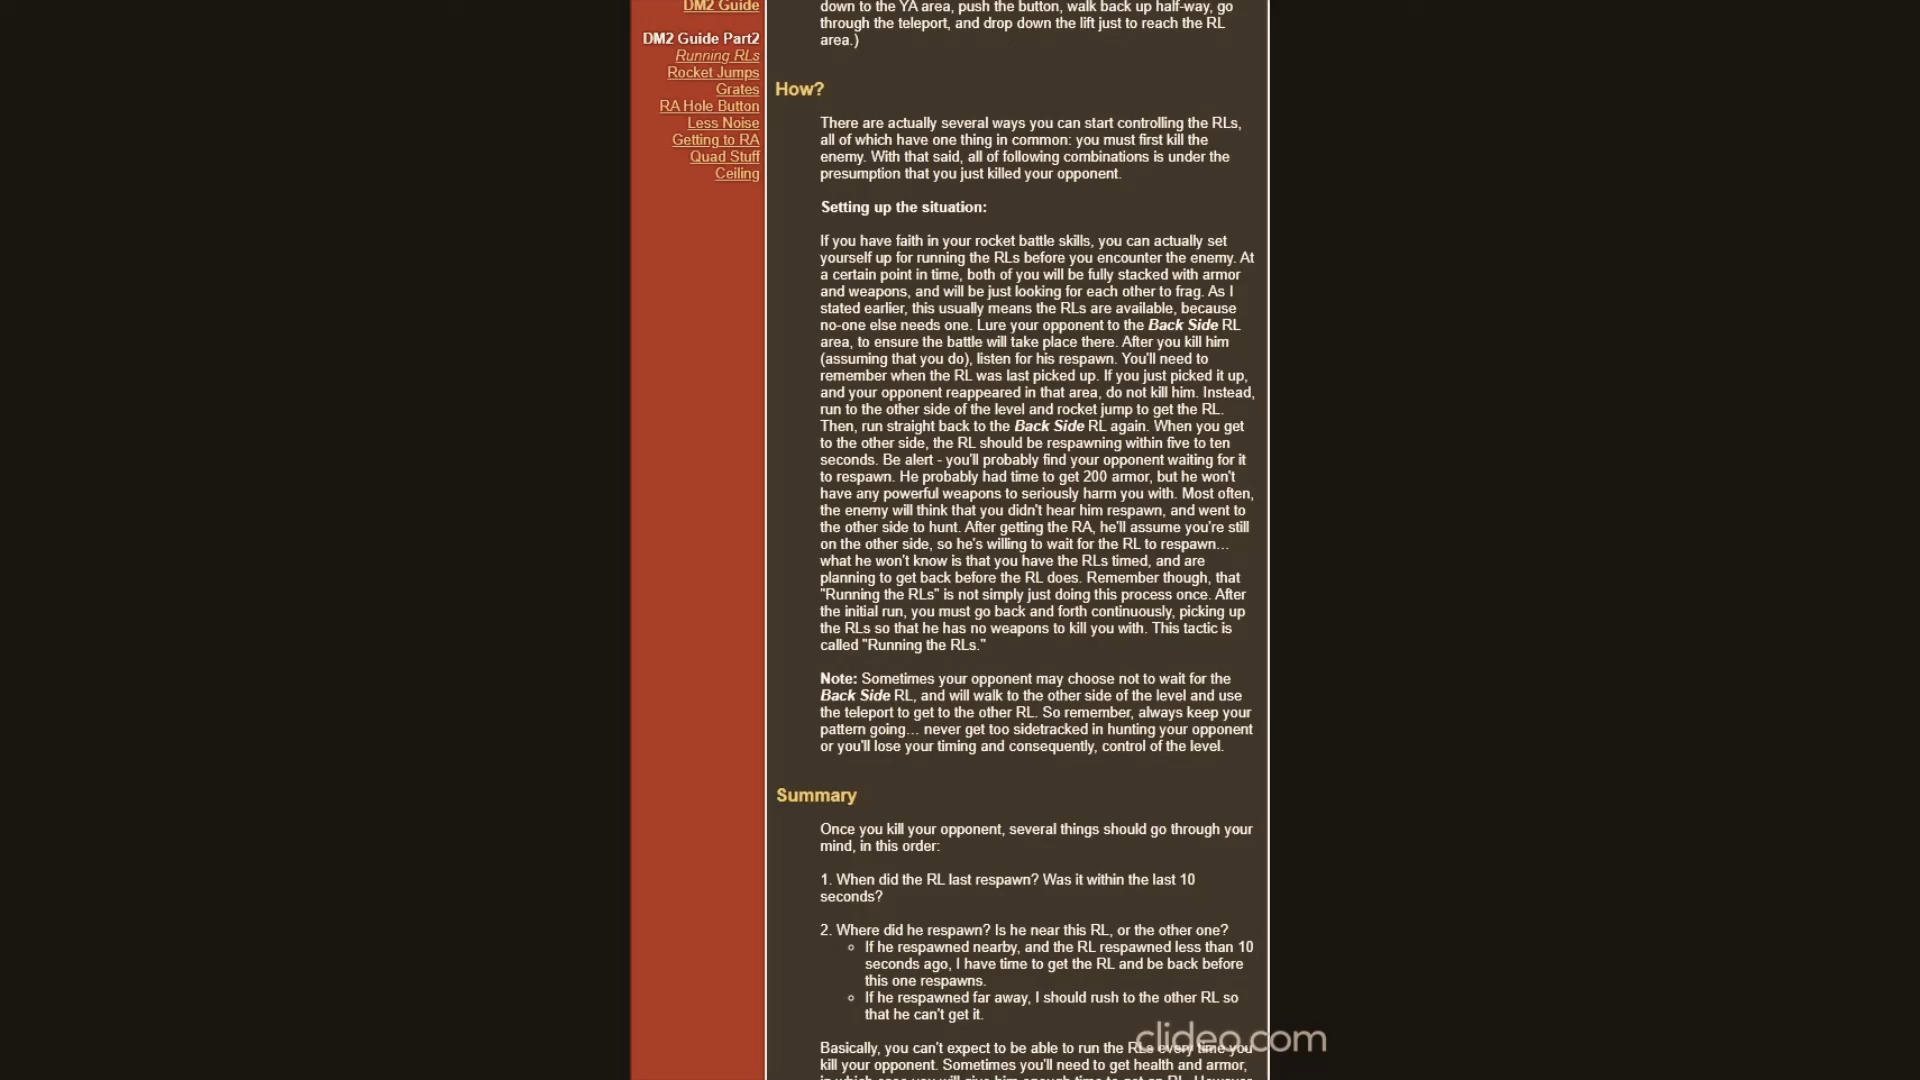 DM2 Guide
DM2 Guide Part2
Running RLs
Rocket Jumps
Grates
RA Hole Button
Less Noise
Getting to RA
Quad Stuff
Ceiling
down to the YA area, push the button, walk back up half-way, go
through the teleport, and drop down the lift just to reach the RL
area.)
How?
There are actually several ways you can start controlling the RLs,
all of which have one thing in common: you must first kill the
enemy. With that said, all of following combinations is under the
presumption that you just killed your opponent.
Setting up the situation:
If you have faith in your rocket battle skills, you can actually set
yourself up for running the RLs before you encounter the enemy. At
a certain point in time, both of you will be fully stacked with armor
and weapons, and will be just looking for each other to frag. As I
stated earlier, this usually means the RLs are available, because
no-one else needs one. Lure your opponent to the Back Side RL
area, to ensure the battle will take place there. After you kill him
(assuming that you do), listen for his respawn. You'll need to
remember when the RL was last picked up. If you just picked it up,
and your opponent reappeared in that area, do not kill him. Instead,
run to the other side of the level and rocket jump to get the RL.
Then, run straight back to the Back Side RL again. When you get
to the other side, the RL should be respawning within five to ten
seconds. Be alert - you'll probably find your opponent waiting for it
to respawn. He probably had time to get 200 armor, but he won't
have any powerful weapons to seriously harm you with. Most often,
the enemy will think that you didn't hear him respawn, and went to
the other side to hunt. After getting the RA, he'll assume you're still
on the other side, so he's willing to wait for the RL to respawn...
what he won't know is that you have the RLs timed, and are
planning to get back before the RL does. Remember though, that
"Running the RLs" is not simply just doing this process once. After
the initial run, you must go back and forth continuously, picking up
the RLs so that he has no weapons to kill you with. This tactic is
called "Running the RLs."
Note: Sometimes your opponent may choose not to wait for the
Back Side RL, and will walk to the other side of the level and use
the teleport to get to the other RL. So remember, always keep your
pattern going... never get too sidetracked in hunting your opponent
or you'll lose your timing and consequently, control of the level.
Summary
Once you kill your opponent, several things should go through your
mind, in this order:
1. When did the RL last respawn? Was it within the last 10
seconds?
2. Where did he respawn? Is he near this RL, or the other one?
If he respawned nearby, and the RL respawned less than 10
seconds ago, I have time to get the RL and be back before
this one respawns.
If he respawned far away, I should rush to the other RL so
that he can't get it.
Basically, you can't expect to be able to run the RLs every time you
kill your opponent. Sometimes you'll need to get health and armor,
clideo.com